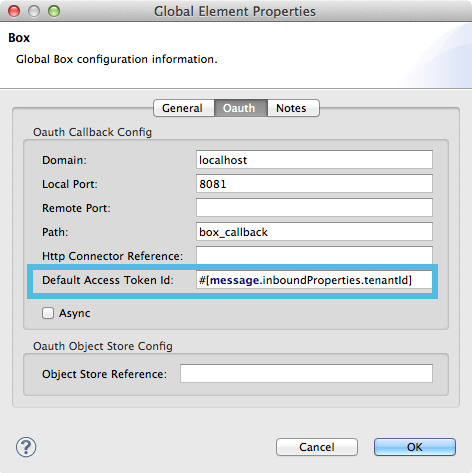 Global Element Properties
Box
Global Box configuration information.
General Oauth Notes
Oauth Callback Config
Domain: localhost
Local Port: 8081
Remote Port:
Path: box_callback
Http Connector Reference:
Default Access Token Id: #[message.inboundProperties.tenantId]
Async
Oauth Object Store Config
Object Store Reference:
? Cancel OK